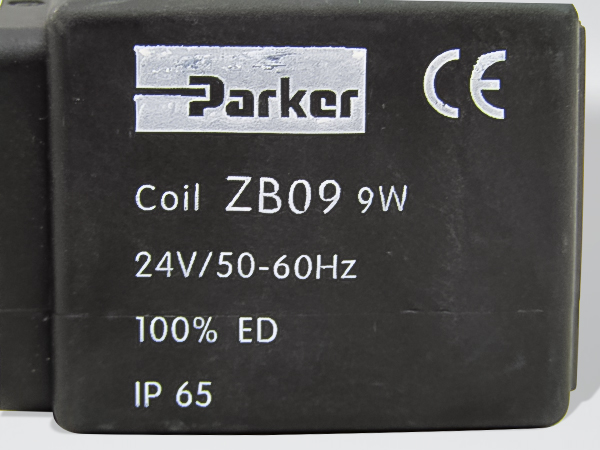 Parker CE
Coil ZB09 9W
24V/50-60Hz
100% ED
IP 65